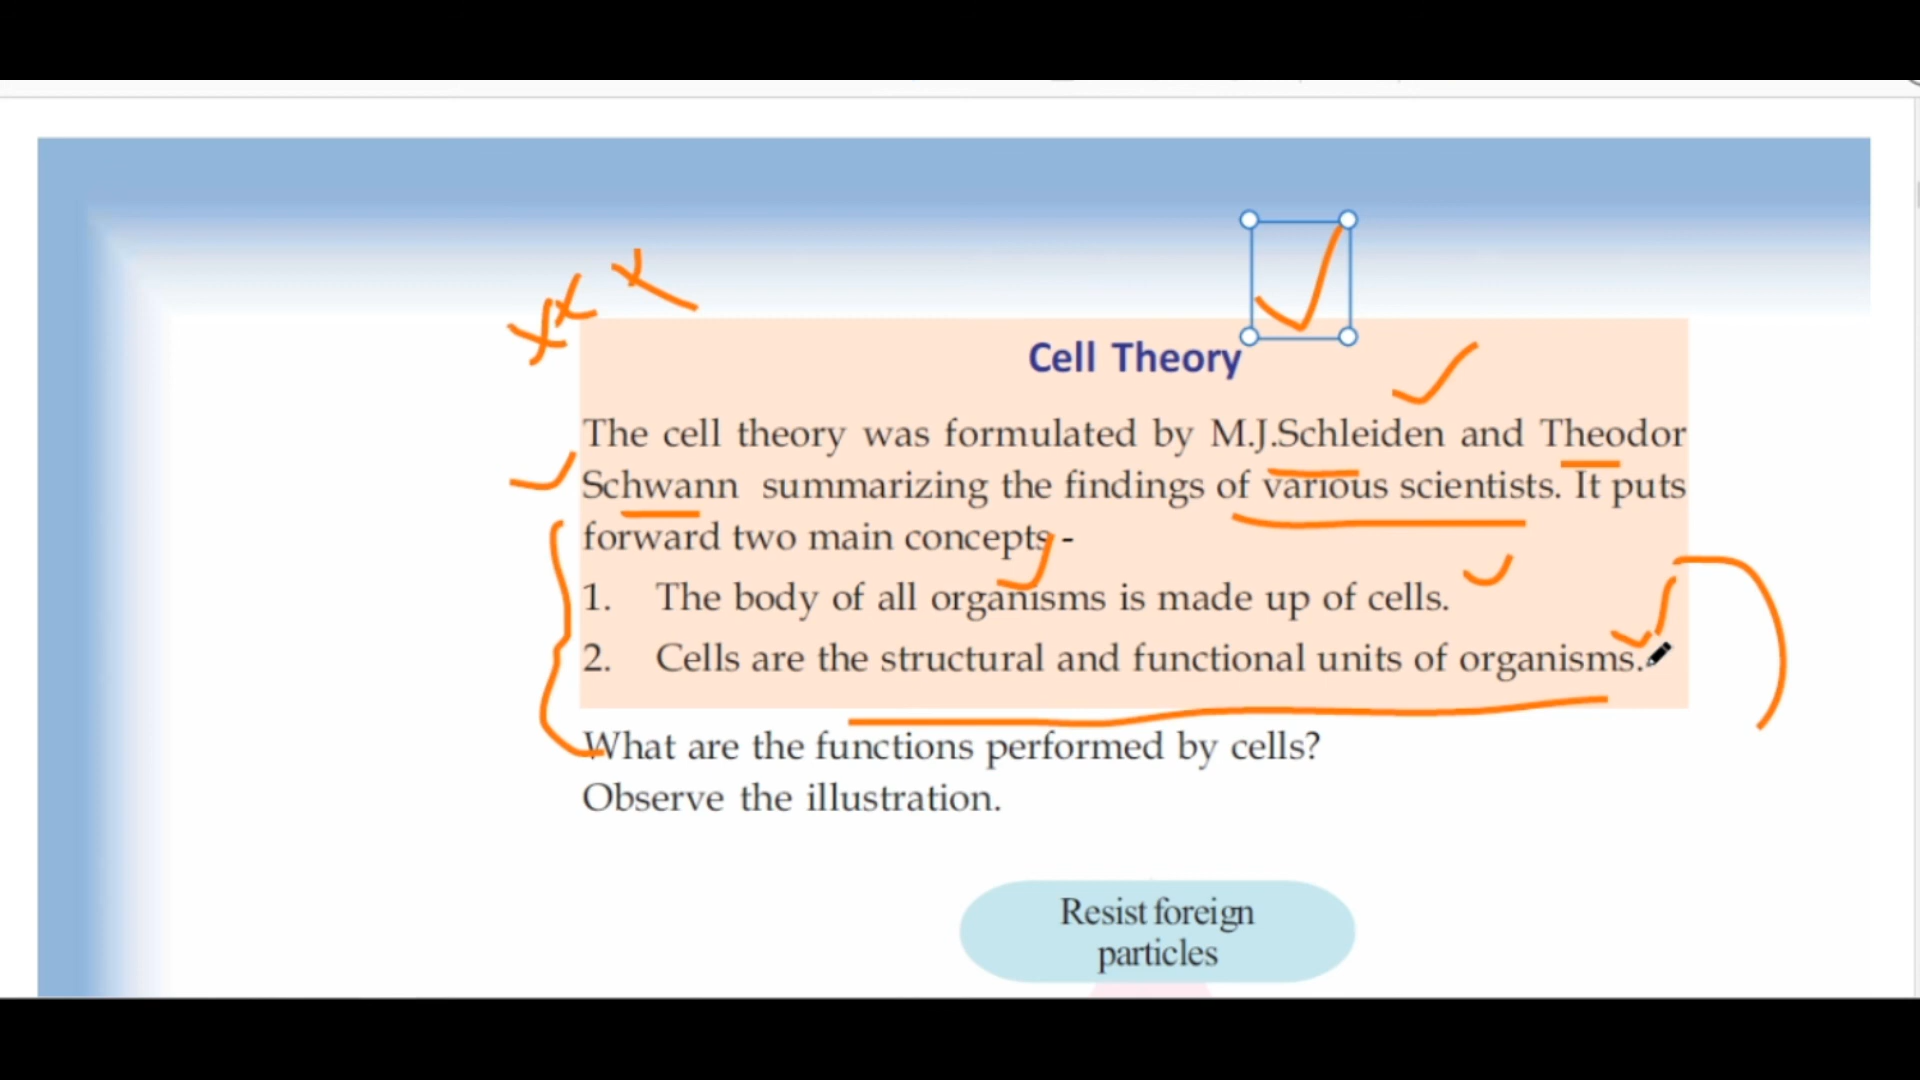 Cell Theory
The cell theory was formulated by M.J.Schleiden and Theodor
Schwann summarizing the findings of various scientists. It puts
forward two main concepts -
1. The body of all organisms is made up of cells.
2. Cells are the structural and functional units of organisms.
What are the functions performed by cells?
Observe the illustration.
Resist foreign
particles